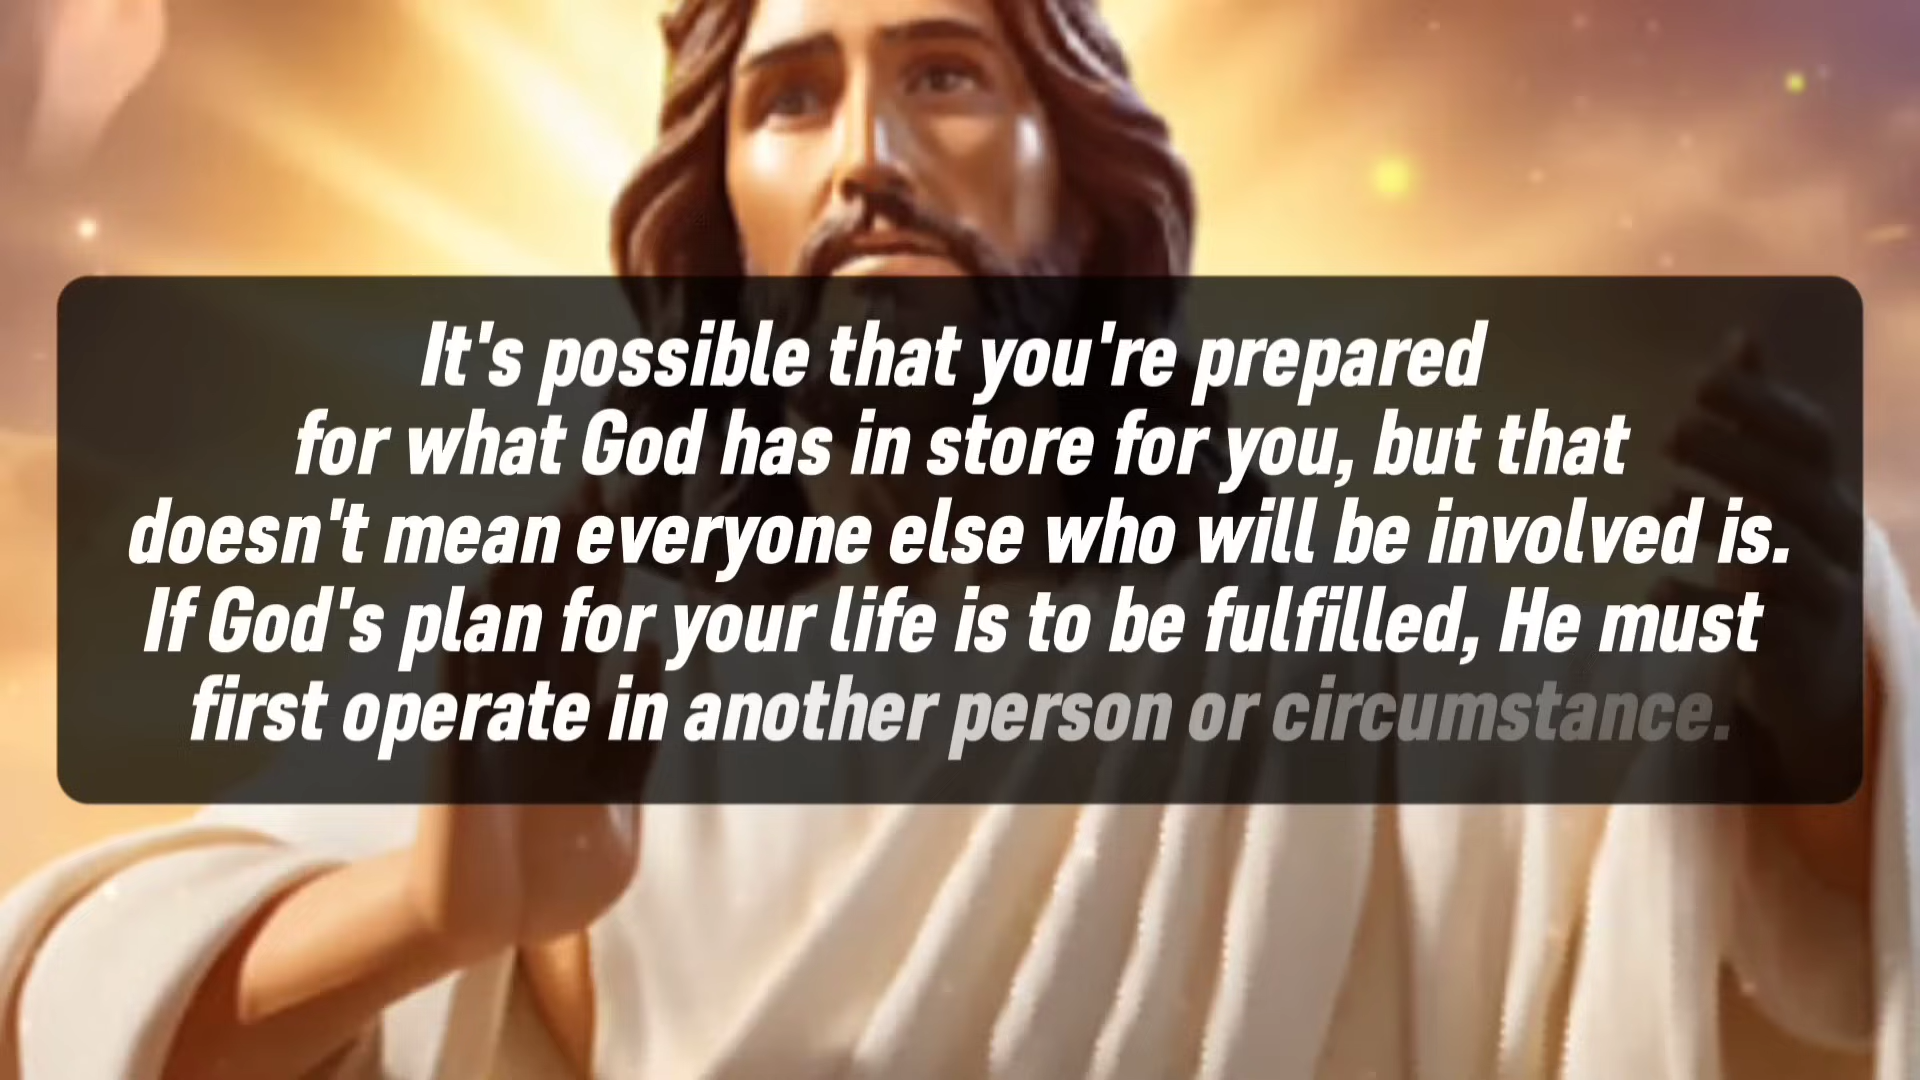 It's possible that you're prepared
for what God has in store for you, but that
doesn't mean everyone else who will be involved is.
If God's plan for your life is to be fulfilled, He must
first operate in another person or circumstance.